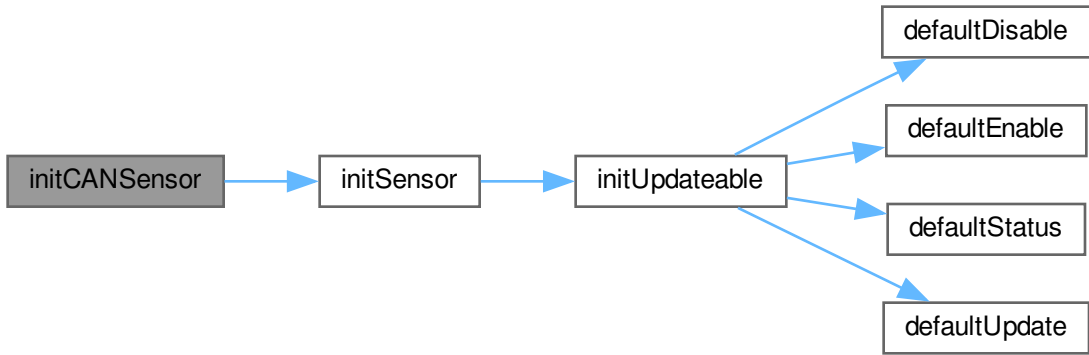 initCANSensor
initSensor
initUpdateable
defaultDisable
defaultEnable
defaultStatus
defaultUpdate